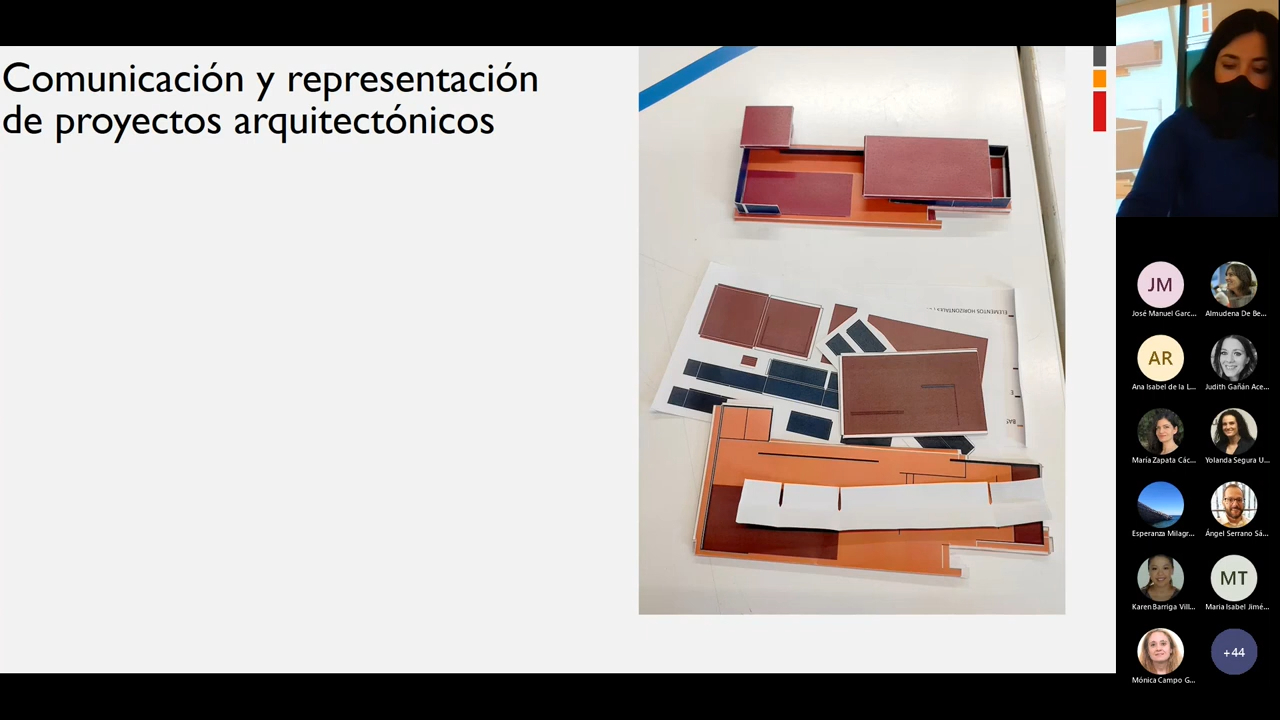 Comunicación y representación
de proyectos arquitectónicos
ELEMENTOS HORIZONTALES
JM
José Manuel Garc...
Almudena De Be...
AR
Ana Isabel de la L...
Judith Gañán Ace...
María Zapata Các...
Yolanda Segura U...
Esperanza Milagr...
Ángel Serrano Sá...
Karen Barriga Vill...
MT
Maria Isabel Jimé...
Mónica Campo G...
+44